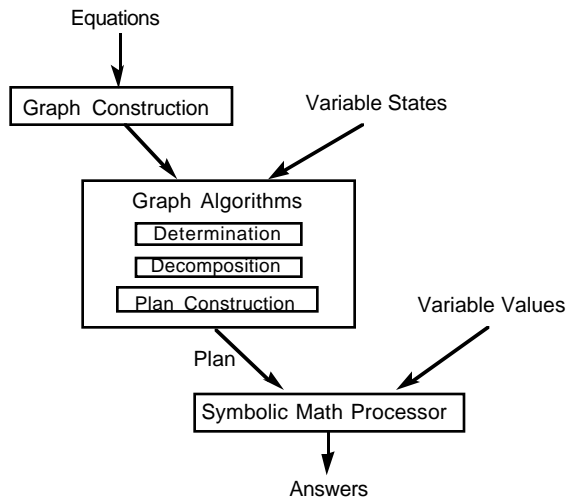 Equations
Graph Construction
Variable States
Graph Algorithms
Determination
Decomposition
Plan Construction
Variable Values
Plan
Symbolic Math Processor
Answers